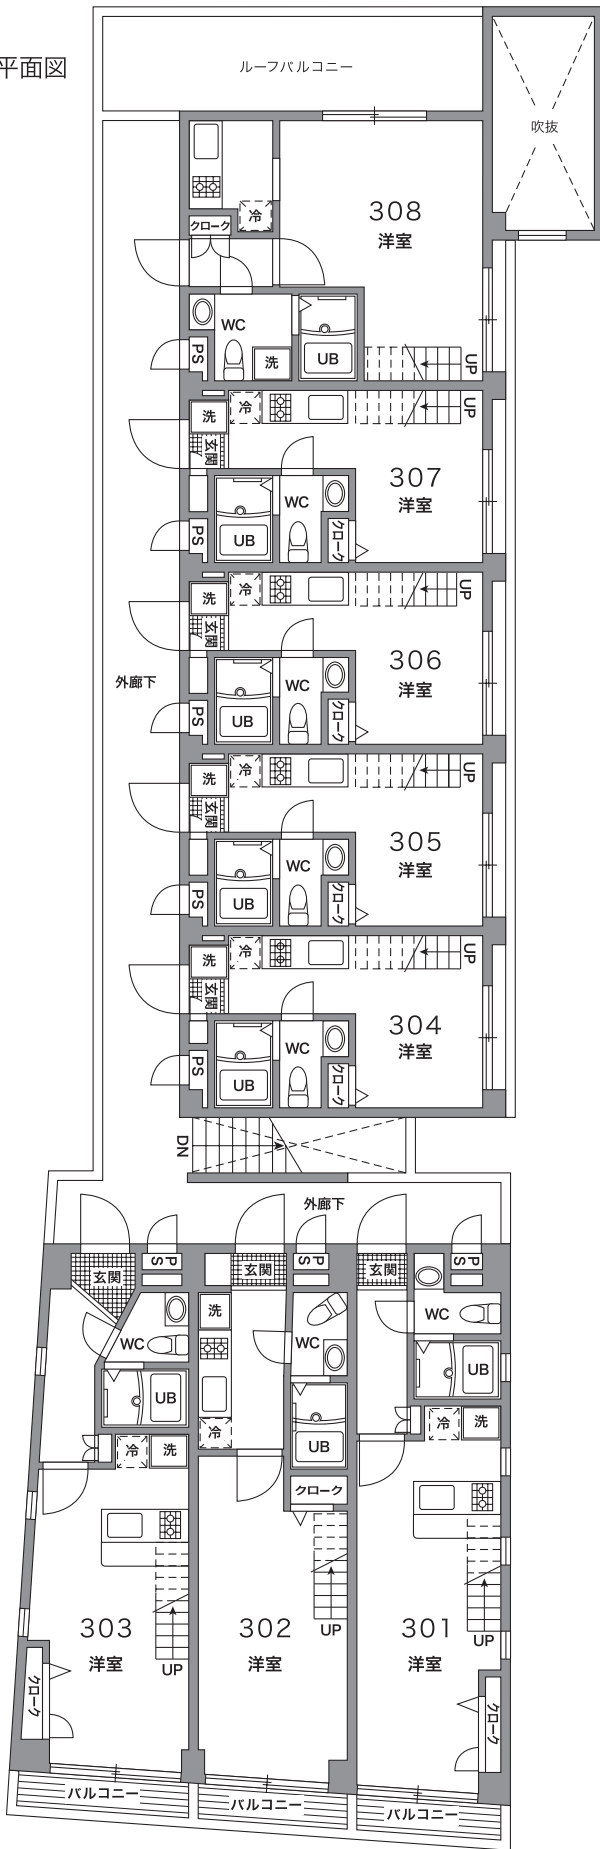 平面図
ルーフバルコニー
吹抜
308
洋室
冷
クローク
WC
洗
UB
PS
UP
洗
冷
UP
玄関
307
洋室
WC
UB
クローク
PS
洗
冷
UP
玄関
306
洋室
外廊下
WC
UB
クローク
PS
洗
冷
UP
玄関
305
洋室
WC
UB
クローク
PS
洗
冷
UP
玄関
304
洋室
WC
UB
クローク
PS
DN
外廊下
玄関
PS
玄関
PS
玄関
PS
WC
洗
WC
WC
UB
UB
冷
UB
冷
洗
クローク
冷
洗
303
洋室
UP
302
洋室
UP
301
洋室
UP
クローク
クローク
バルコニー
バルコニー
バルコニー